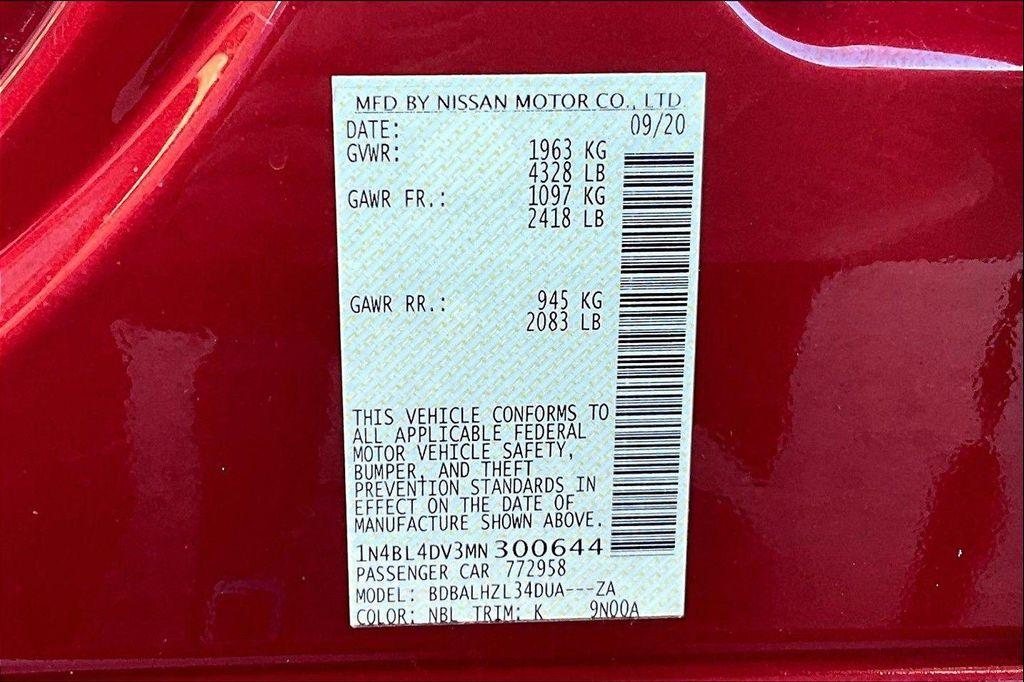 MFD BY NISSAN MOTOR CO., LTD.
DATE: 09/20
GVWR: 1963 KG
4328 LB
GAWR FR.: 1097 KG
2418 LB
GAWR RR.: 945 KG
2083 LB
THIS VEHICLE CONFORMS TO
ALL APPLICABLE FEDERAL
MOTOR VEHICLE SAFETY,
BUMPER, AND THEFT
PREVENTION STANDARDS IN
EFFECT ON THE DATE OF
MANUFACTURE SHOWN ABOVE.
1N4BL4DV3MN 300644
PASSENGER CAR 772958
MODEL: BDBALHZL34DUA---ZA
COLOR: NBL TRIM: K 9N00A